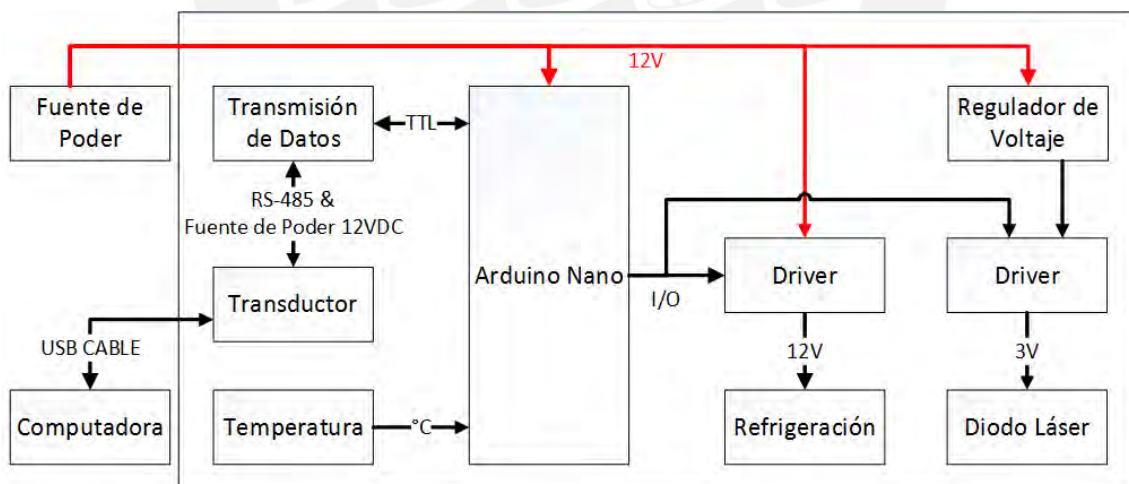 12V
Fuente de
Poder
Transmisión
de Datos
TTL
Regulador de
Voltaje
RS-485 &
Fuente de Poder 12VDC
Transductor
Arduino Nano
I/O
Driver
Driver
USB CABLE
12V
3V
Computadora
Temperatura
°C
Refrigeración
Diodo Láser